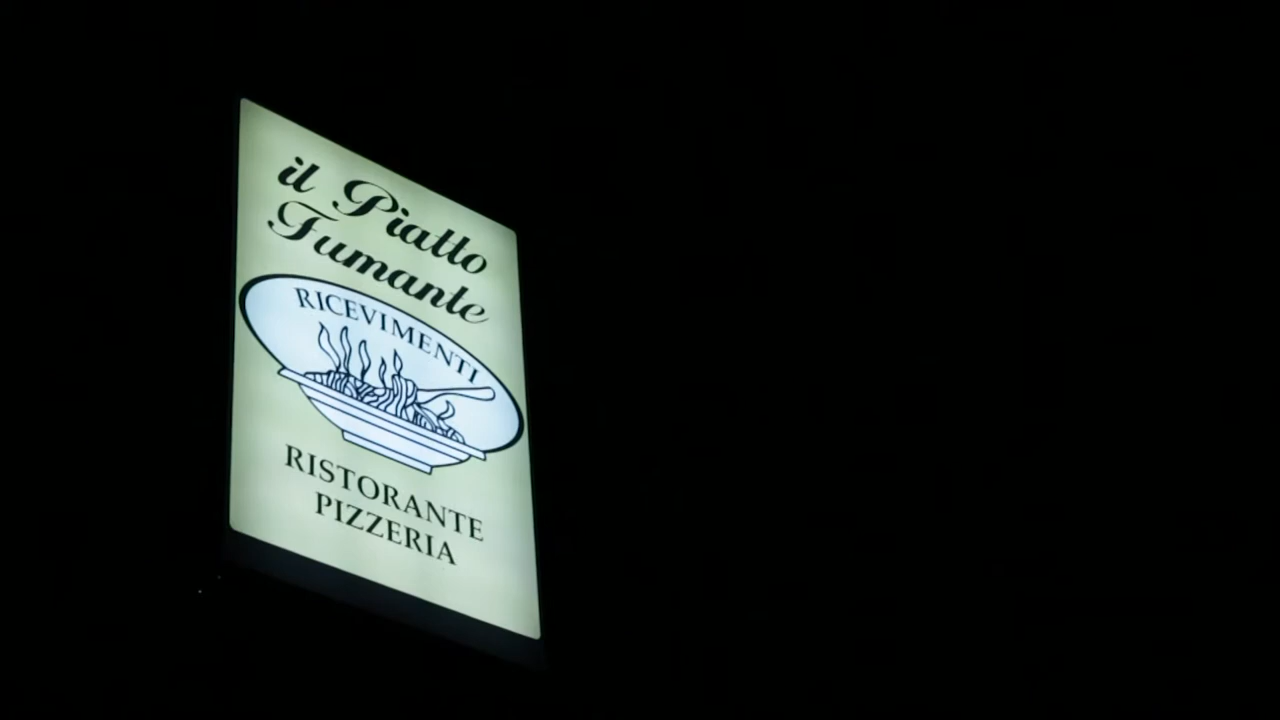 il Piatto
Fumante
RICEVIMENTI
RISTORANTE
PIZZERIA